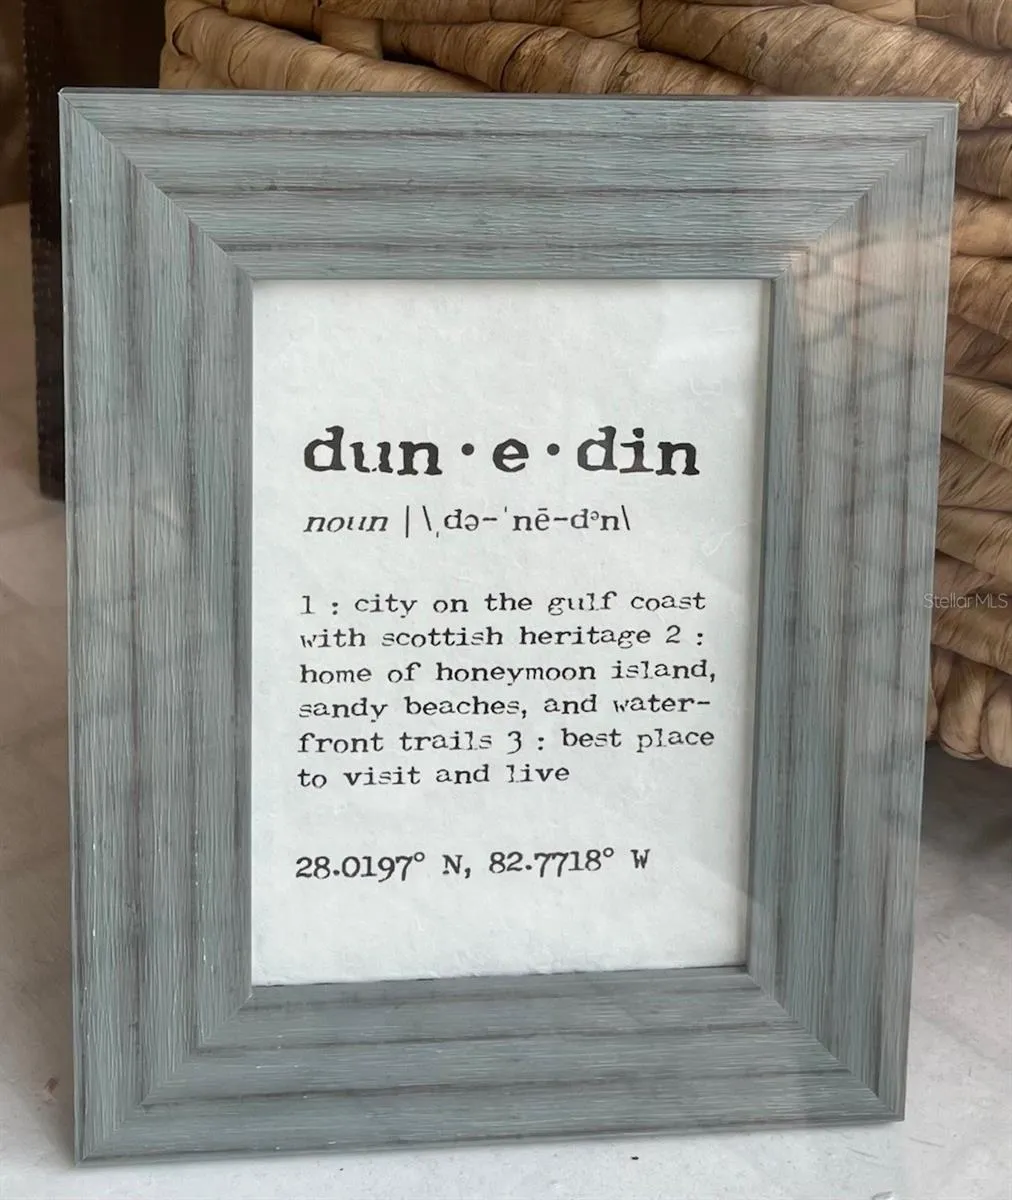 dun·e·din
noun | \ˌdə-ˈnē-dᵊn\
1 : city on the gulf coast
with scottish heritage 2 :
home of honeymoon island,
sandy beaches, and water-
front trails 3 : best place
to visit and live
28.0197° N, 82.7718° W
StellarMLS